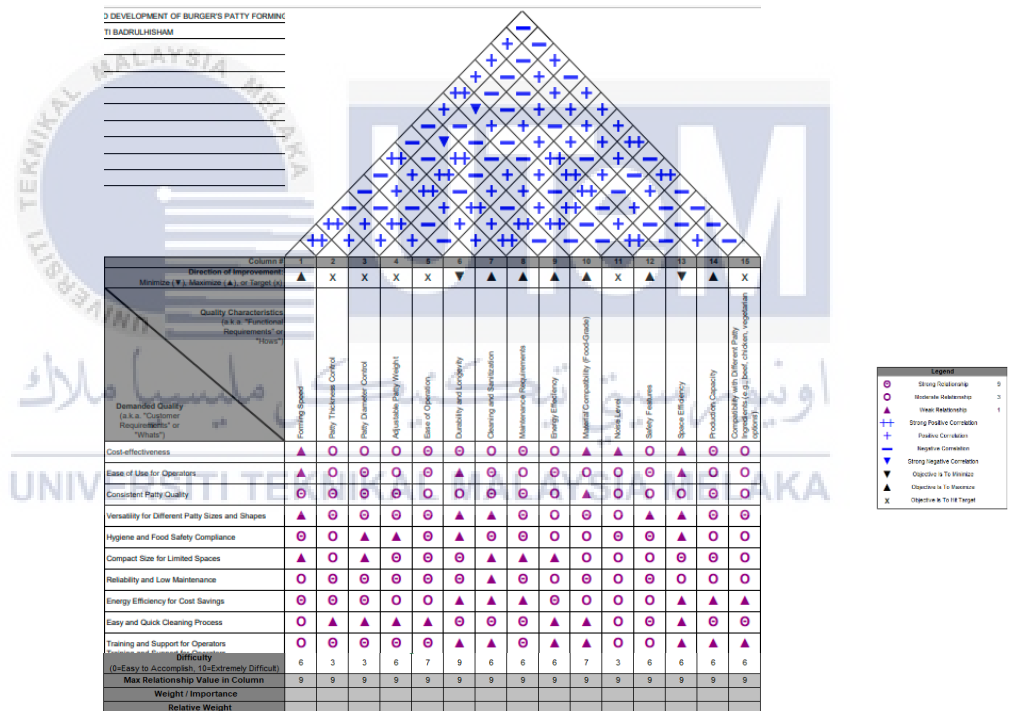 DEVELOPMENT OF BURGER'S PATTY FORMING
TI BADRULHISHAM
UNIVERSITI TEKNIKAL MALAYSIA MELAKA
UTeM
اونيورسيتي تيكنيكل مليسيا ملاك
UNIVERSITI TEKNIKAL MALAYSIA MELAKA
Column # 1 2 3 4 5 6 7 8 9 10 11 12 13 14 15
Direction of Improvement:
Minimize (▼), Maximize (▲), or Target (x) ▲ x x x x ▼ ▲ ▲ ▲ ▲ x ▲ ▼ ▲ x
Quality Characteristics
(a.k.a. "Functional
Requirements" or
"Hows")
Demanded Quality
(a.k.a. "Customer
Requirements" or
"Whats")
Forming Speed
Patty Thickness Control
Patty Diameter Control
Adjustable Patty Weight
Ease of Operation
Durability and Longevity
Cleaning and Sanitization
Maintenance Requirements
Energy Efficiency
Material Compatibility (Food-Grade)
Noise Level
Safety Features
Space Efficiency
Production Capacity
Compatibility with Different Patty
Ingredients (e.g., beef, chicken, vegetarian
options)
Cost-effectiveness
Ease of Use for Operators
Consistent Patty Quality
Versatility for Different Patty Sizes and Shapes
Hygiene and Food Safety Compliance
Compact Size for Limited Spaces
Reliability and Low Maintenance
Energy Efficiency for Cost Savings
Easy and Quick Cleaning Process
Training and Support for Operators
Difficulty
(0=Easy to Accomplish, 10=Extremely Difficult) 6 3 3 6 7 9 6 6 6 7 3 6 6 6 6
Max Relationship Value in Column 9 9 9 9 9 9 9 9 9 9 9 9 9 9 9
Weight / Importance
Relative Weight
Legend
Θ Strong Relationship 9
O Moderate Relationship 3
▲ Weak Relationship 1
++ Strong Positive Correlation
+ Positive Correlation
− Negative Correlation
▼ Strong Negative Correlation
▼ Objective Is To Minimize
▲ Objective Is To Maximize
x Objective Is To Hit Target